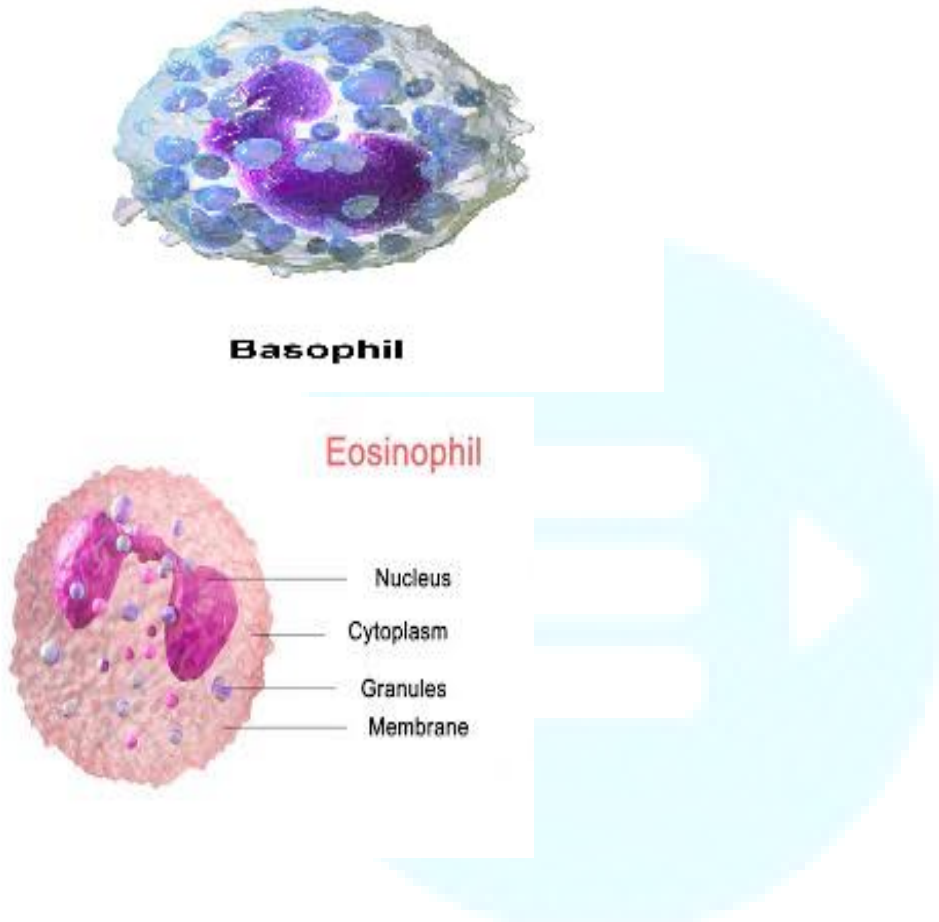 Basophil
Eosinophil
Nucleus
Cytoplasm
Granules
Membrane